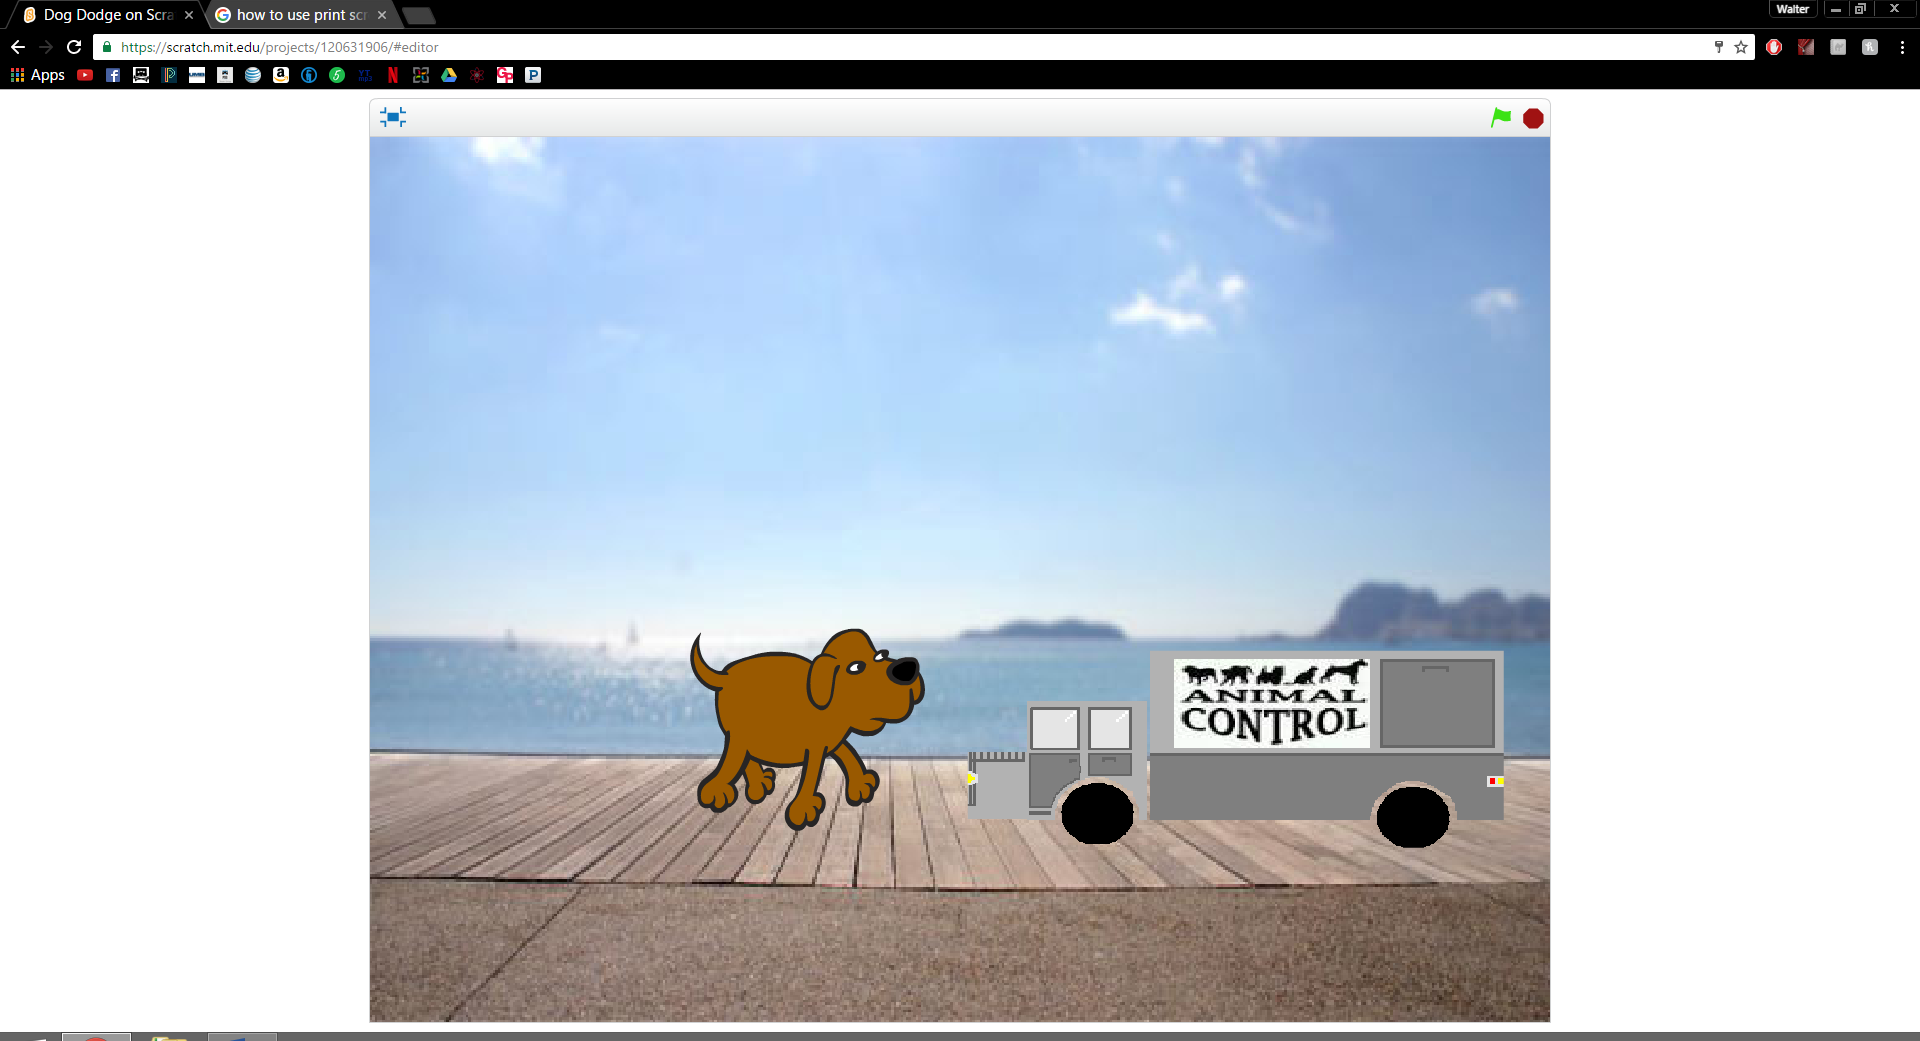 Dog Dodge on Scra
how to use print scr
Walter
https://scratch.mit.edu/projects/120631906/#editor
Apps
ANIMAL
CONTROL